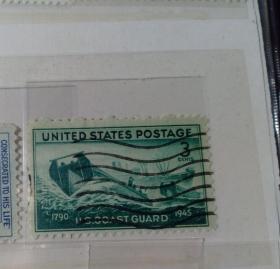 CONSECRATED TO HIS LIFE
UNITED STATES POSTAGE
3
CENTS
1790 U.S. COAST GUARD 1945